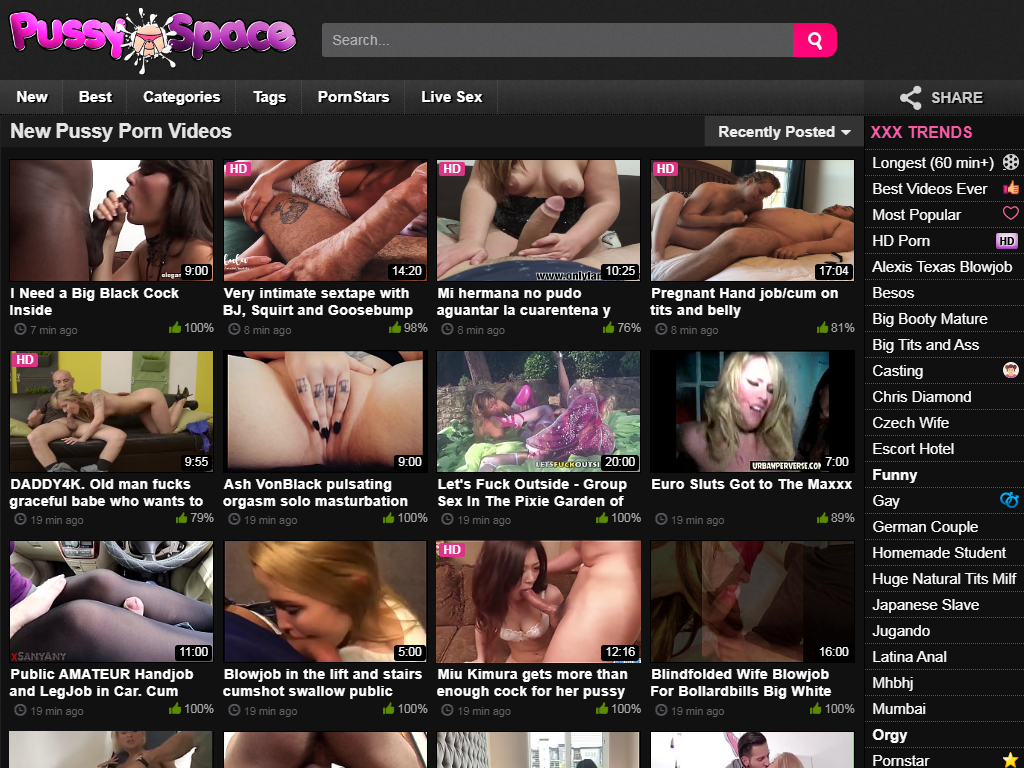 Pussy Space
Search...
New
Best
Categories
Tags
PornStars
Live Sex
SHARE
New Pussy Porn Videos
Recently Posted
XXX TRENDS
Longest (60 min+)
Best Videos Ever
Most Popular
HD Porn
HD
Alexis Texas Blowjob
Besos
Big Booty Mature
Big Tits and Ass
Casting
Chris Diamond
Czech Wife
Escort Hotel
Funny
Gay
German Couple
Homemade Student
Huge Natural Tits Milf
Japanese Slave
Jugando
Latina Anal
Mhbhj
Mumbai
Orgy
Pornstar
9:00
I Need a Big Black Cock
Inside
7 min ago
100%
HD
14:20
Very intimate sextape with
BJ, Squirt and Goosebump
8 min ago
98%
HD
10:25
Mi hermana no pudo
aguantar la cuarentena y
8 min ago
76%
HD
17:04
Pregnant Hand job/cum on
tits and belly
8 min ago
81%
HD
9:55
DADDY4K. Old man fucks
graceful babe who wants to
19 min ago
79%
9:00
Ash VonBlack pulsating
orgasm solo masturbation
19 min ago
100%
20:00
Let's Fuck Outside - Group
Sex In The Pixie Garden of
19 min ago
100%
URBANPERVERSE.COM
7:00
Euro Sluts Got to The Maxxx
19 min ago
89%
XSANYANY
11:00
Public AMATEUR Handjob
and LegJob in Car. Cum
19 min ago
100%
5:00
Blowjob in the lift and stairs
cumshot swallow public
19 min ago
100%
HD
12:16
Miu Kimura gets more than
enough cock for her pussy
19 min ago
100%
16:00
Blindfolded Wife Blowjob
For Bollardbills Big White
19 min ago
100%